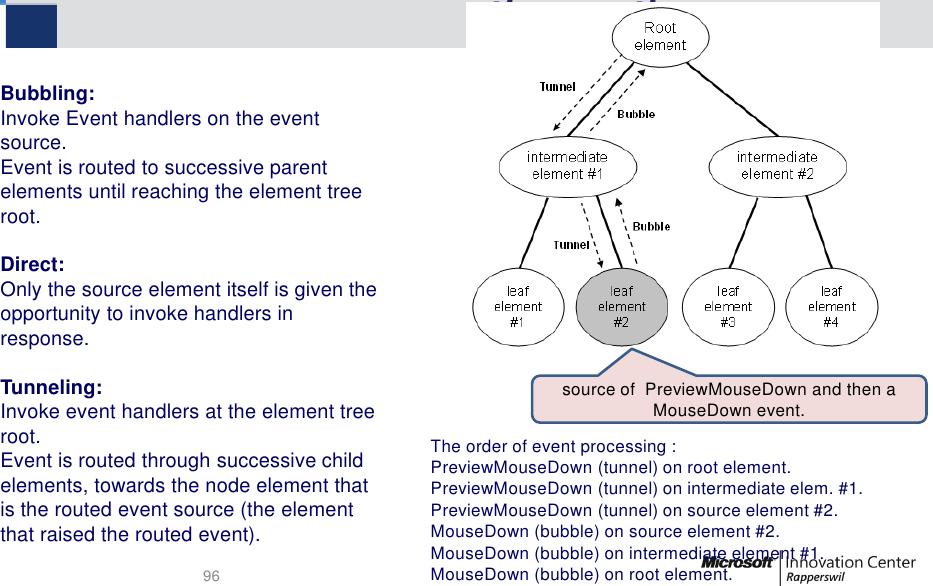 Bubbling:
Invoke Event handlers on the event
source.
Event is routed to successive parent
elements until reaching the element tree
root.
Direct:
Only the source element itself is given the
opportunity to invoke handlers in
response.
Tunneling:
Invoke event handlers at the element tree
root.
Event is routed through successive child
elements, towards the node element that
is the routed event source (the element
that raised the routed event).
Root
element
Tunnel
Bubble
intermediate
element #1
intermediate
element #2
Bubble
Tunnel
leaf
element
#1
leaf
element
#2
leaf
element
#3
leaf
element
#4
source of PreviewMouseDown and then a
MouseDown event.
The order of event processing :
PreviewMouseDown (tunnel) on root element.
PreviewMouseDown (tunnel) on intermediate elem. #1.
PreviewMouseDown (tunnel) on source element #2.
MouseDown (bubble) on source element #2.
MouseDown (bubble) on intermediate element #1.
MouseDown (bubble) on root element.
Microsoft Innovation Center
Rapperswil
96